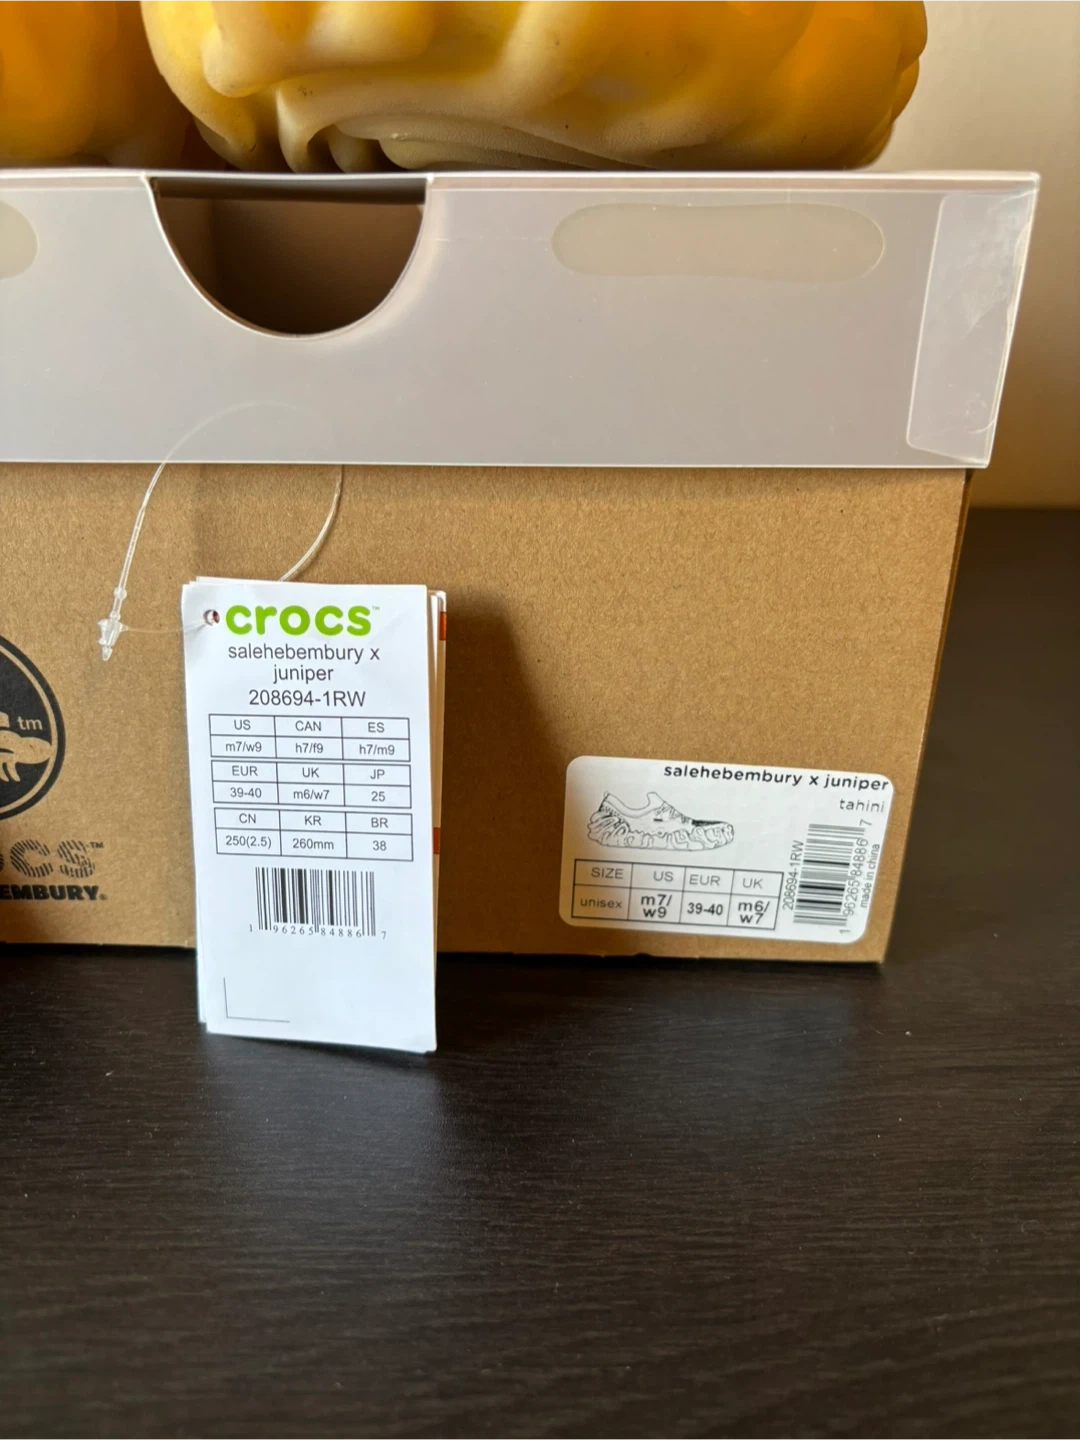 crocs™
salehebembury x
juniper
208694-1RW
US CAN ES
m7/w9 h7/f9 h7/m9
EUR UK JP
39-40 m6/w7 25
CN KR BR
250(2.5) 260mm 38
1 96265 84886 7
tm
CS™
EMBURY®
salehebembury x juniper
tahini
SIZE US EUR UK
unisex m7/ 39-40 m6/
w9 w7
208694-1RW
1 96265 84886 7
made in china